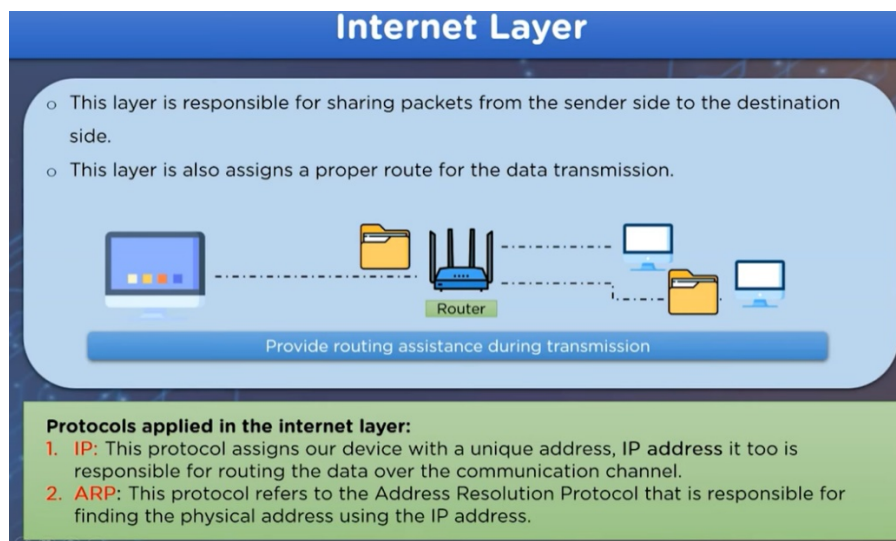 Internet Layer
o This layer is responsible for sharing packets from the sender side to the destination
side.
o This layer is also assigns a proper route for the data transmission.
Router
Provide routing assistance during transmission
Protocols applied in the internet layer:
1. IP: This protocol assigns our device with a unique address, IP address it too is
responsible for routing the data over the communication channel.
2. ARP: This protocol refers to the Address Resolution Protocol that is responsible for
finding the physical address using the IP address.